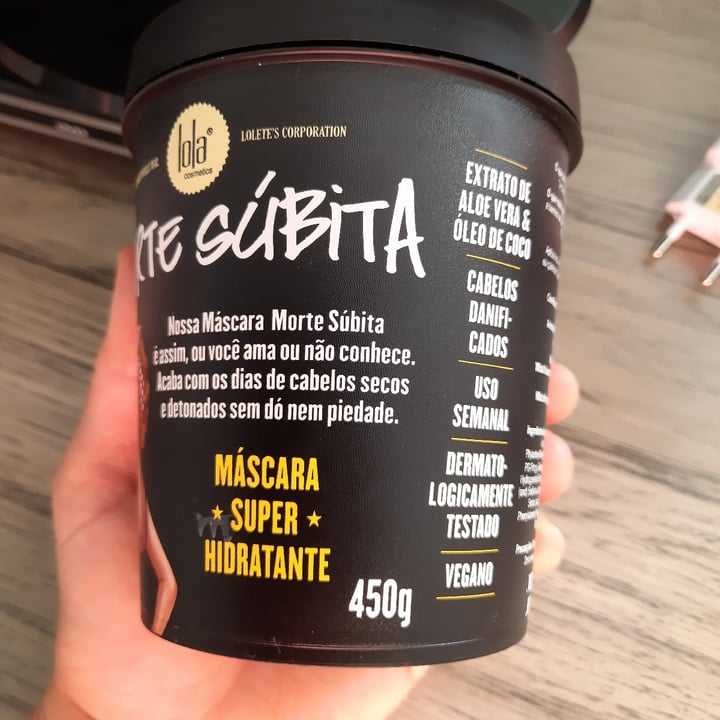 lola®
cosmetics
LOLETE'S CORPORATION
RTE SÚBITA
Nossa Máscara Morte Súbita
é assim, ou você ama ou não conhece.
Acaba com os dias de cabelos secos
e detonados sem dó nem piedade.
MÁSCARA
★ SUPER ★
HIDRATANTE
450g
EXTRATO DE
ALOE VERA &
ÓLEO DE COCO
CABELOS
DANIFI-
CADOS
USO
SEMANAL
DERMATO-
LOGICAMENTE
TESTADO
VEGANO